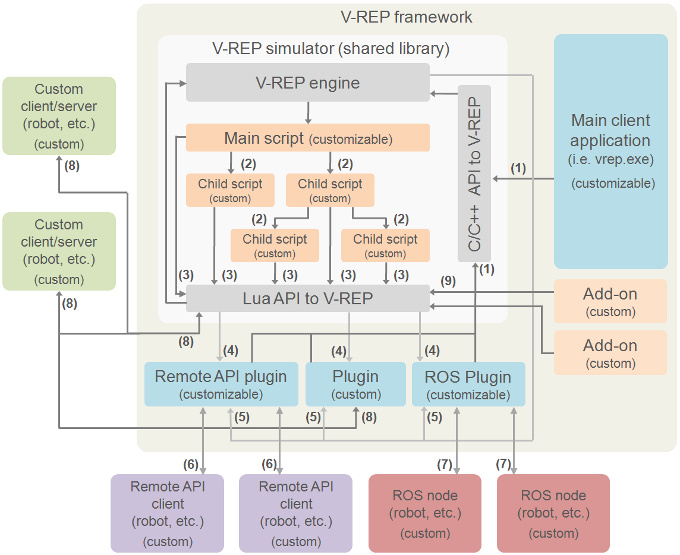 V-REP framework
V-REP simulator (shared library)
V-REP engine
Main script (customizable)
(2)
(2)
Child script
(custom)
Child script
(custom)
(2)
(2)
Child script
(custom)
Child script
(custom)
(3)
(3)
(3)
(3)
(3)
Lua API to V-REP
C/C++ API to V-REP
(1)
(1)
Main client
application
(i.e. vrep.exe)
(customizable)
(9)
Add-on
(custom)
Add-on
(custom)
Custom
client/server
(robot, etc.)
(custom)
(8)
Custom
client/server
(robot, etc.)
(custom)
(8)
(8)
(4)
(4)
(4)
Remote API plugin
(customizable)
Plugin
(custom)
ROS Plugin
(customizable)
(5)
(5)
(8)
(5)
(6)
(6)
(7)
(7)
Remote API
client
(robot, etc.)
(custom)
Remote API
client
(robot, etc.)
(custom)
ROS node
(robot, etc.)
(custom)
ROS node
(robot, etc.)
(custom)